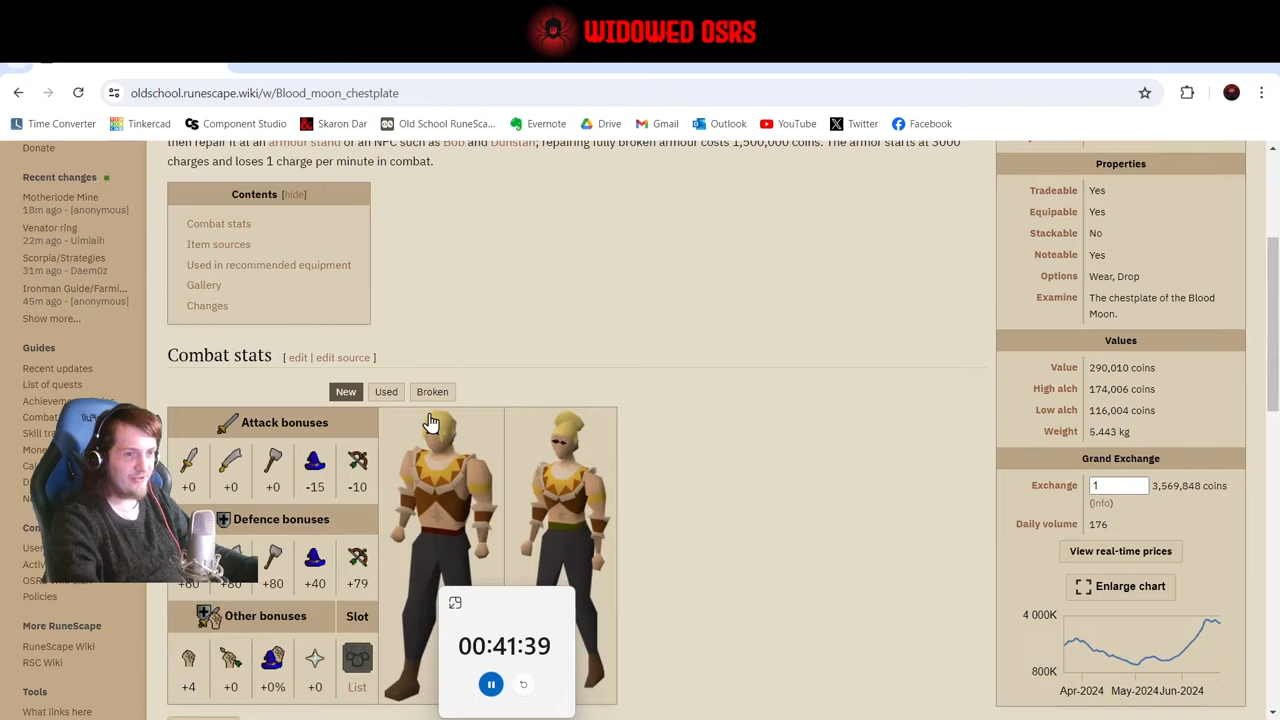 WIDOWED OSRS
oldschool.runescape.wiki/w/Blood_moon_chestplate
Time Converter
Tinkercad
Component Studio
Skaron Dar
Old School RuneSca...
Evernote
Drive
Gmail
Outlook
YouTube
Twitter
Facebook
Donate
Recent changes
Motherlode Mine
18m ago - [anonymous]
Venator ring
22m ago - Uimiaih
Scorpia/Strategies
31m ago - Daem0z
Ironman Guide/Farmi...
45m ago - [anonymous]
Show more...
Guides
Recent updates
List of quests
Combat
Skill
Policies
More RuneScape
RuneScape Wiki
RSC Wiki
Tools
What links here
then repair it at an armour stand or an NPC such as Bob and Dunstan; repairing fully broken armour costs 1,500,000 coins. The armor starts at 3000
charges and loses 1 charge per minute in combat.
Contents [hide]
Combat stats
Item sources
Used in recommended equipment
Gallery
Changes
Combat stats [ edit | edit source ]
New Used Broken
Attack bonuses
+0 +0 +0 -15 -10
Defence bonuses
+60 +80 +80 +40 +79
Other bonuses Slot
+4 +0 +0% +0 List
00:41:39
Properties
Tradeable Yes
Equipable Yes
Stackable No
Noteable Yes
Options Wear, Drop
Examine The chestplate of the Blood
Moon.
Values
Value 290,010 coins
High alch 174,006 coins
Low alch 116,004 coins
Weight 5.443 kg
Grand Exchange
Exchange 1 3,569,848 coins
(info)
Daily volume 176
View real-time prices
Enlarge chart
4 000K
800K
Apr-2024 May-2024 Jun-2024